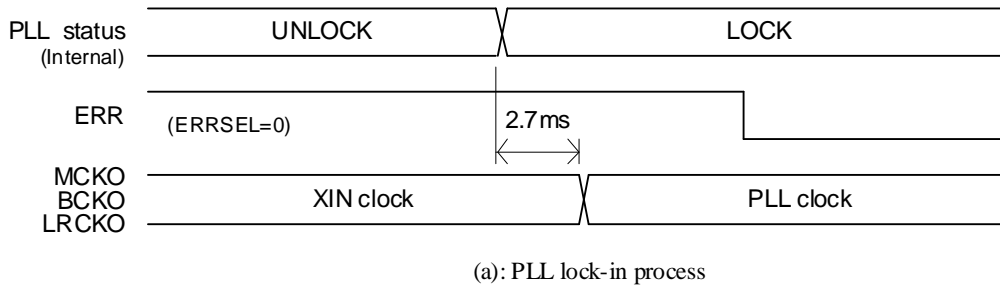 PLL status UNLOCK LOCK
(Internal)
ERR (ERRSEL=0) 2.7ms
MCKO
BCKO XIN clock PLL clock
LRCKO
(a): PLL lock-in process